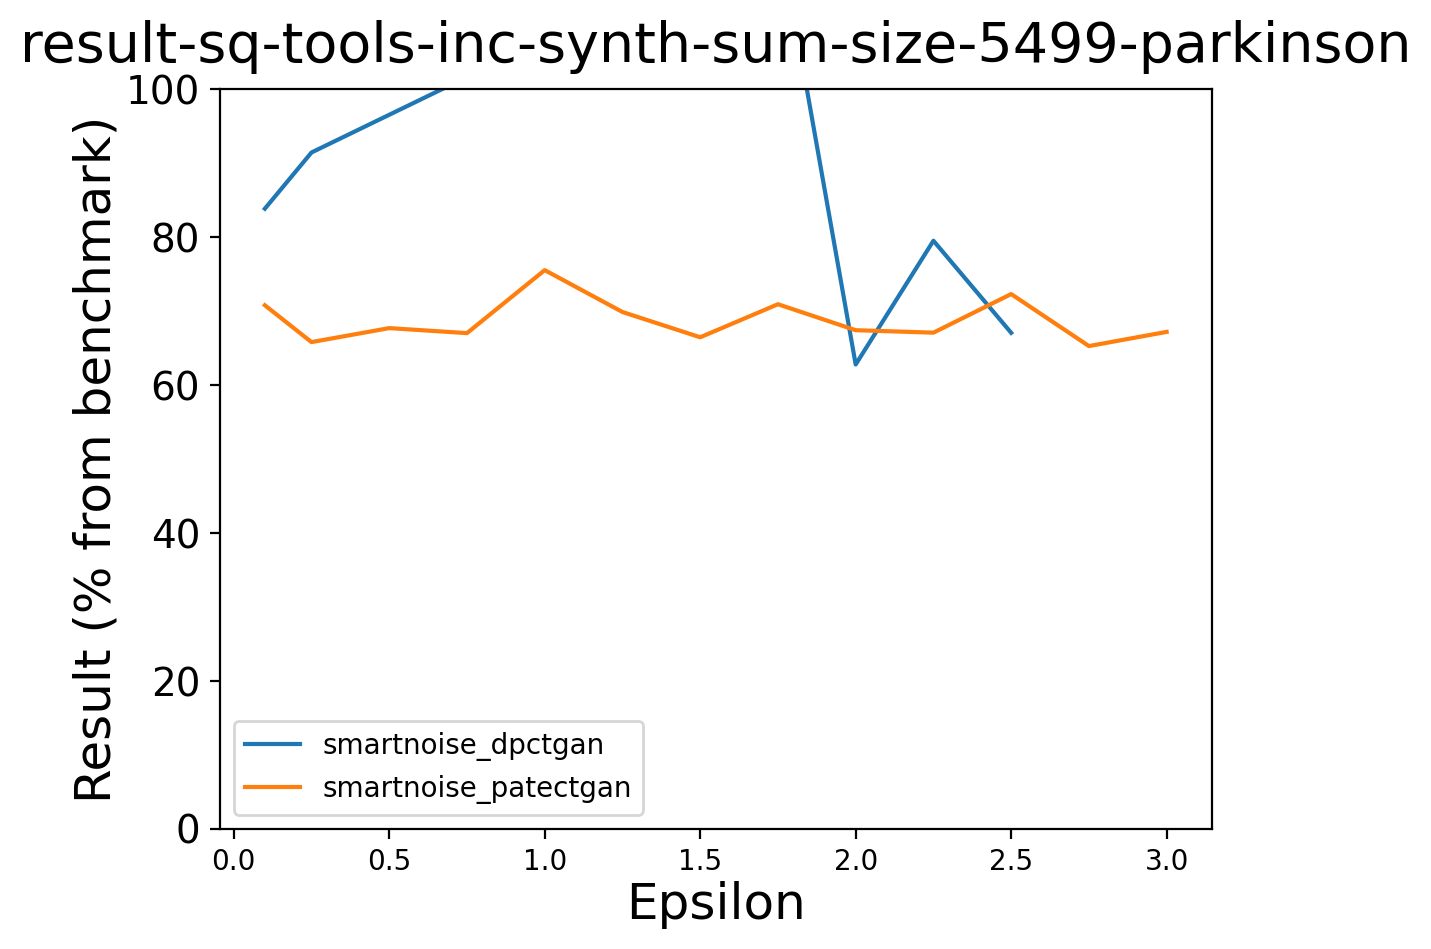 result-sq-tools-inc-synth-sum-size-5499-parkinson
100
80
60
40
20
0
Result (% from benchmark)
smartnoise_dpctgan
smartnoise_patectgan
0.0 0.5 1.0 1.5 2.0 2.5 3.0
Epsilon